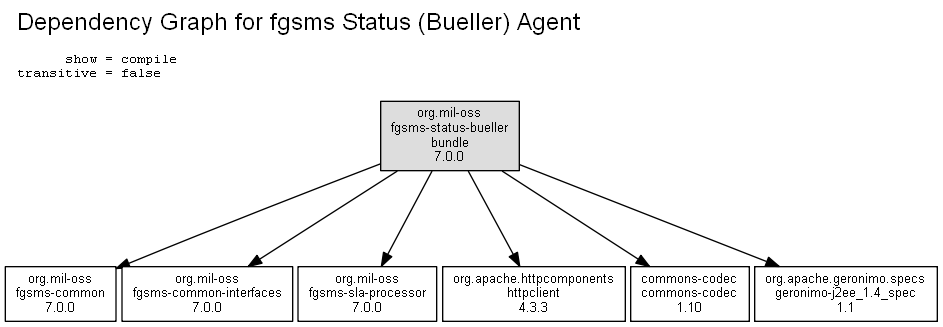 Dependency Graph for fgsms Status (Bueller) Agent
show = compile
transitive = false
org.mil-oss
fgsms-status-bueller
bundle
7.0.0
org.mil-oss
fgsms-common
7.0.0
org.mil-oss
fgsms-common-interfaces
7.0.0
org.mil-oss
fgsms-sla-processor
7.0.0
org.apache.httpcomponents
httpclient
4.3.3
commons-codec
commons-codec
1.10
org.apache.geronimo.specs
geronimo-j2ee_1.4_spec
1.1